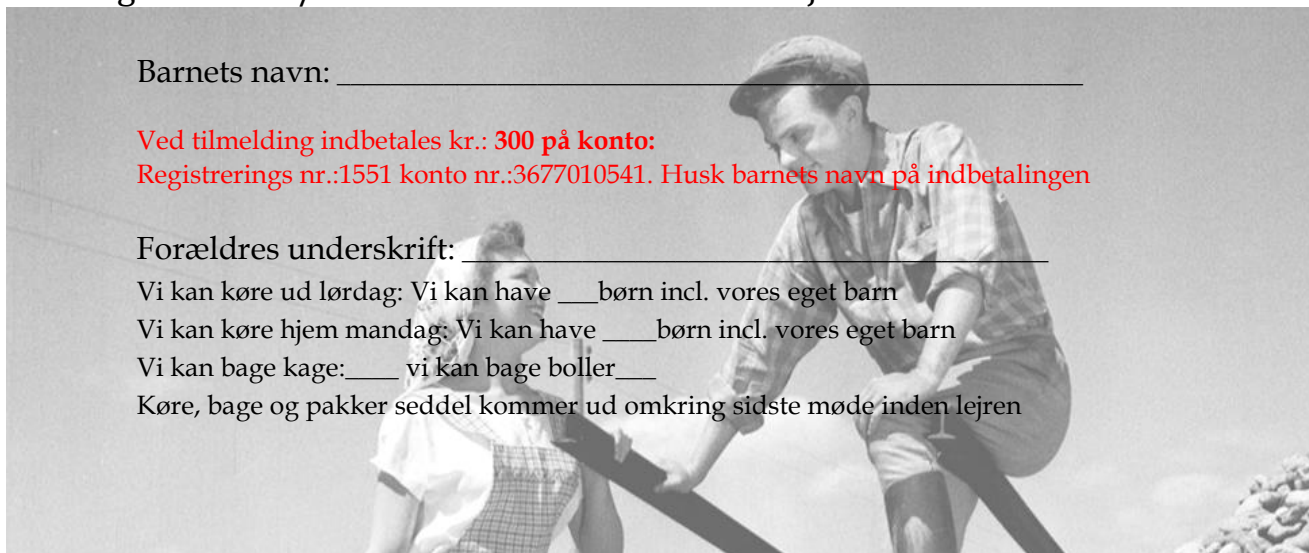 Barnets navn: _______________________________________________
Ved tilmelding indbetales kr.: 300 på konto:
Registrerings nr.:1551 konto nr.:3677010541. Husk barnets navn på indbetalingen
Forældres underskrift: _____________________________________
Vi kan køre ud lørdag: Vi kan have ___børn incl. vores eget barn
Vi kan køre hjem mandag: Vi kan have ____børn incl. vores eget barn
Vi kan bage kage:____ vi kan bage boller___
Køre, bage og pakker seddel kommer ud omkring sidste møde inden lejren